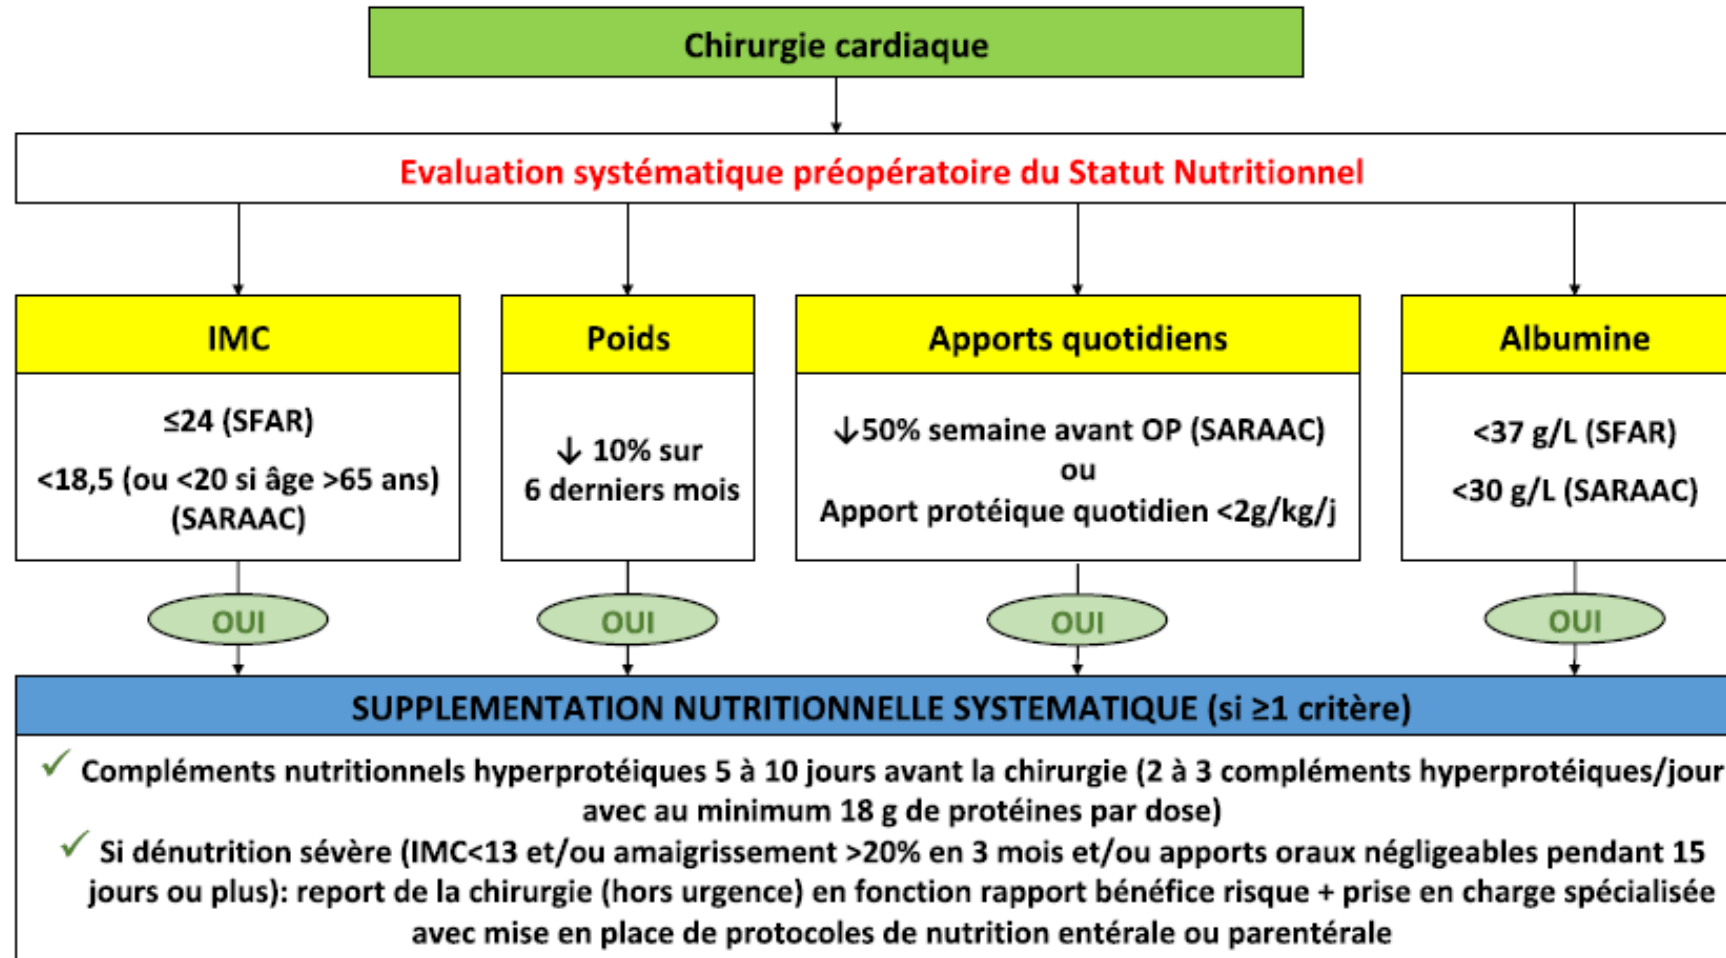 Chirurgie cardiaque
Evaluation systématique préopératoire du Statut Nutritionnel
IMC
≤24 (SFAR)
<18,5 (ou <20 si âge >65 ans)
(SARAAC)
Poids
↓ 10% sur
6 derniers mois
Apports quotidiens
↓50% semaine avant OP (SARAAC)
ou
Apport protéique quotidien <2g/kg/j
Albumine
<37 g/L (SFAR)
<30 g/L (SARAAC)
OUI
OUI
OUI
OUI
SUPPLEMENTATION NUTRITIONNELLE SYSTEMATIQUE (si ≥1 critère)
✓ Compléments nutritionnels hyperprotéiques 5 à 10 jours avant la chirurgie (2 à 3 compléments hyperprotéiques/jour
avec au minimum 18 g de protéines par dose)
✓ Si dénutrition sévère (IMC<13 et/ou amaigrissement >20% en 3 mois et/ou apports oraux négligeables pendant 15
jours ou plus): report de la chirurgie (hors urgence) en fonction rapport bénéfice risque + prise en charge spécialisée
avec mise en place de protocoles de nutrition entérale ou parentérale